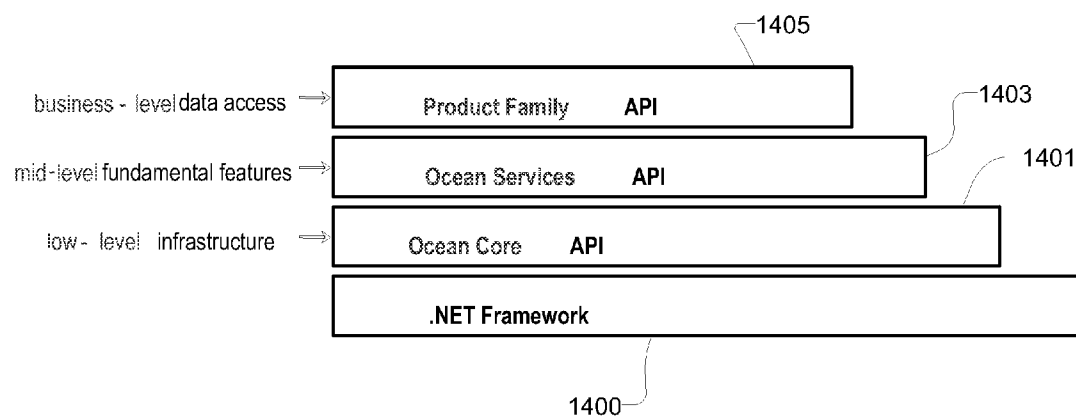 1405
business - level data access Product Family API
1403
mid-level fundamental features Ocean Services API
1401
low - level infrastructure Ocean Core API
.NET Framework
1400